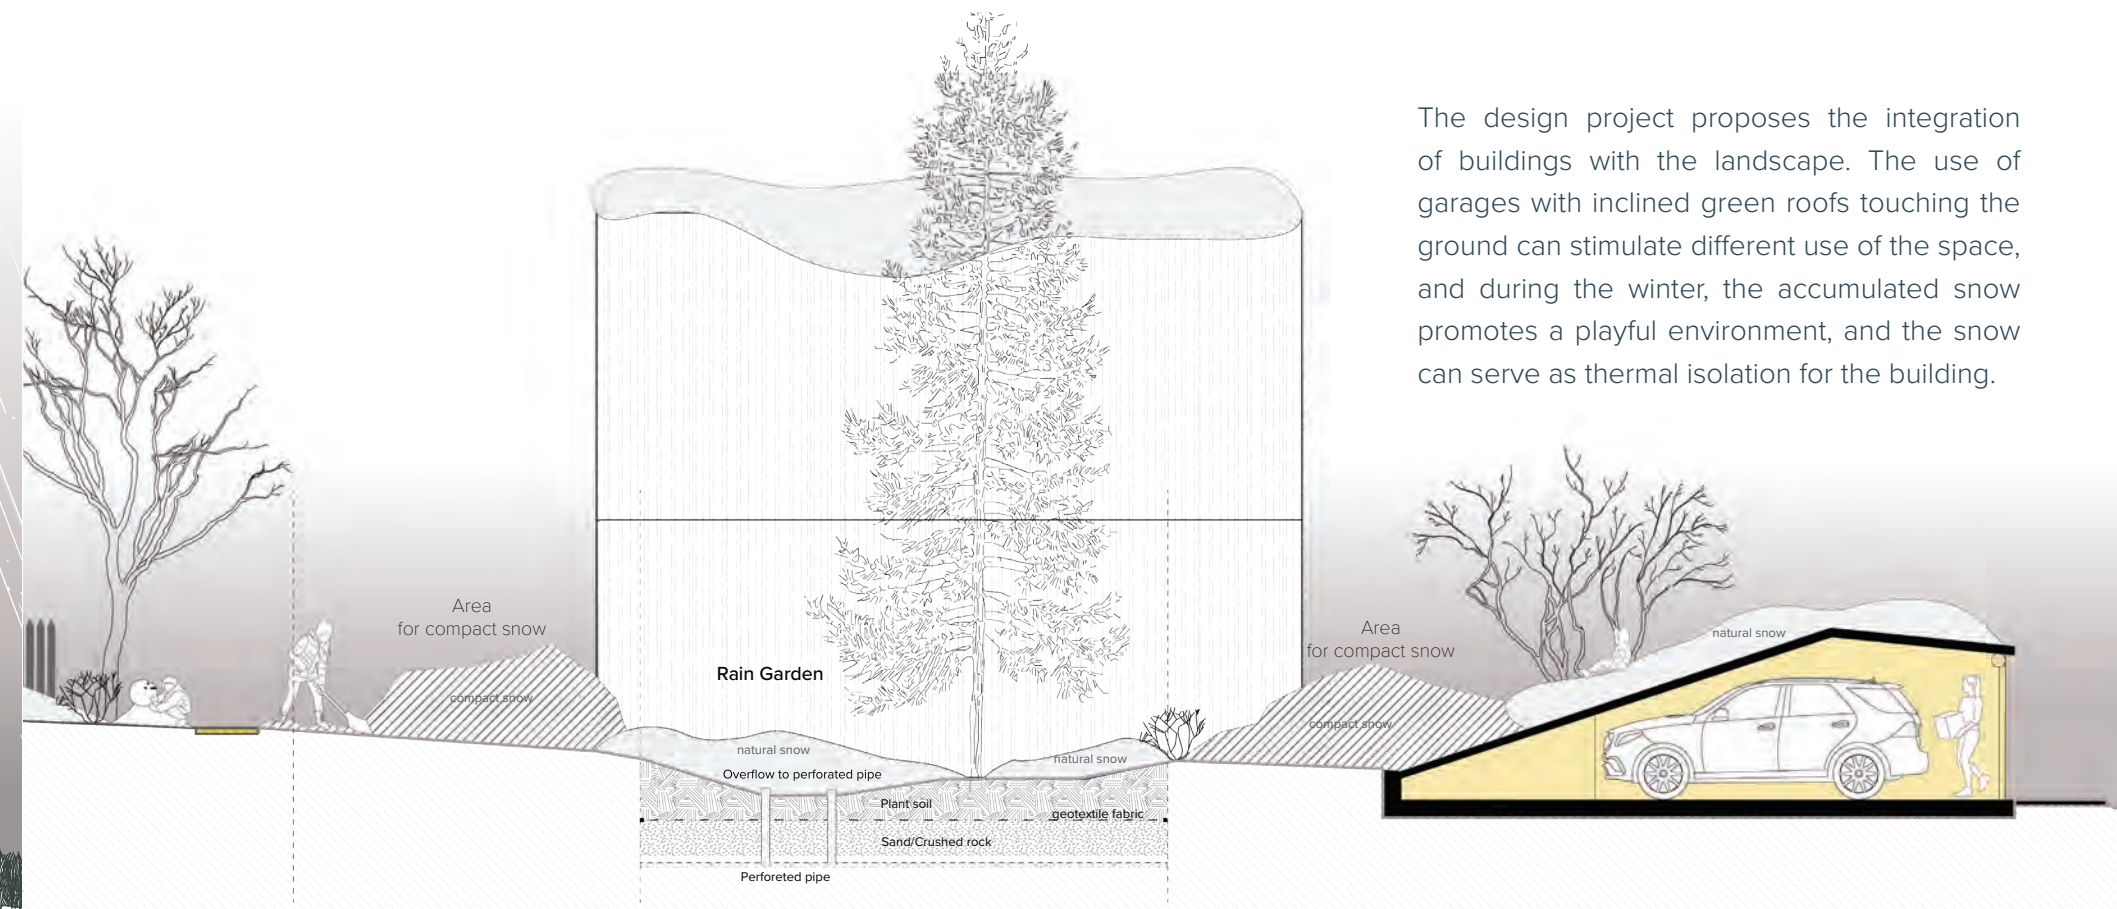 The design project proposes the integration
of buildings with the landscape. The use of
garages with inclined green roofs touching the
ground can stimulate different use of the space,
and during the winter, the accumulated snow
promotes a playful environment, and the snow
can serve as thermal isolation for the building.
Area
for compact snow
compact snow
Rain Garden
natural snow
Overflow to perforated pipe
Plant soil
geotextile fabric
Sand/Crushed rock
Perforeted pipe
natural snow
Area
for compact snow
compact snow
natural snow